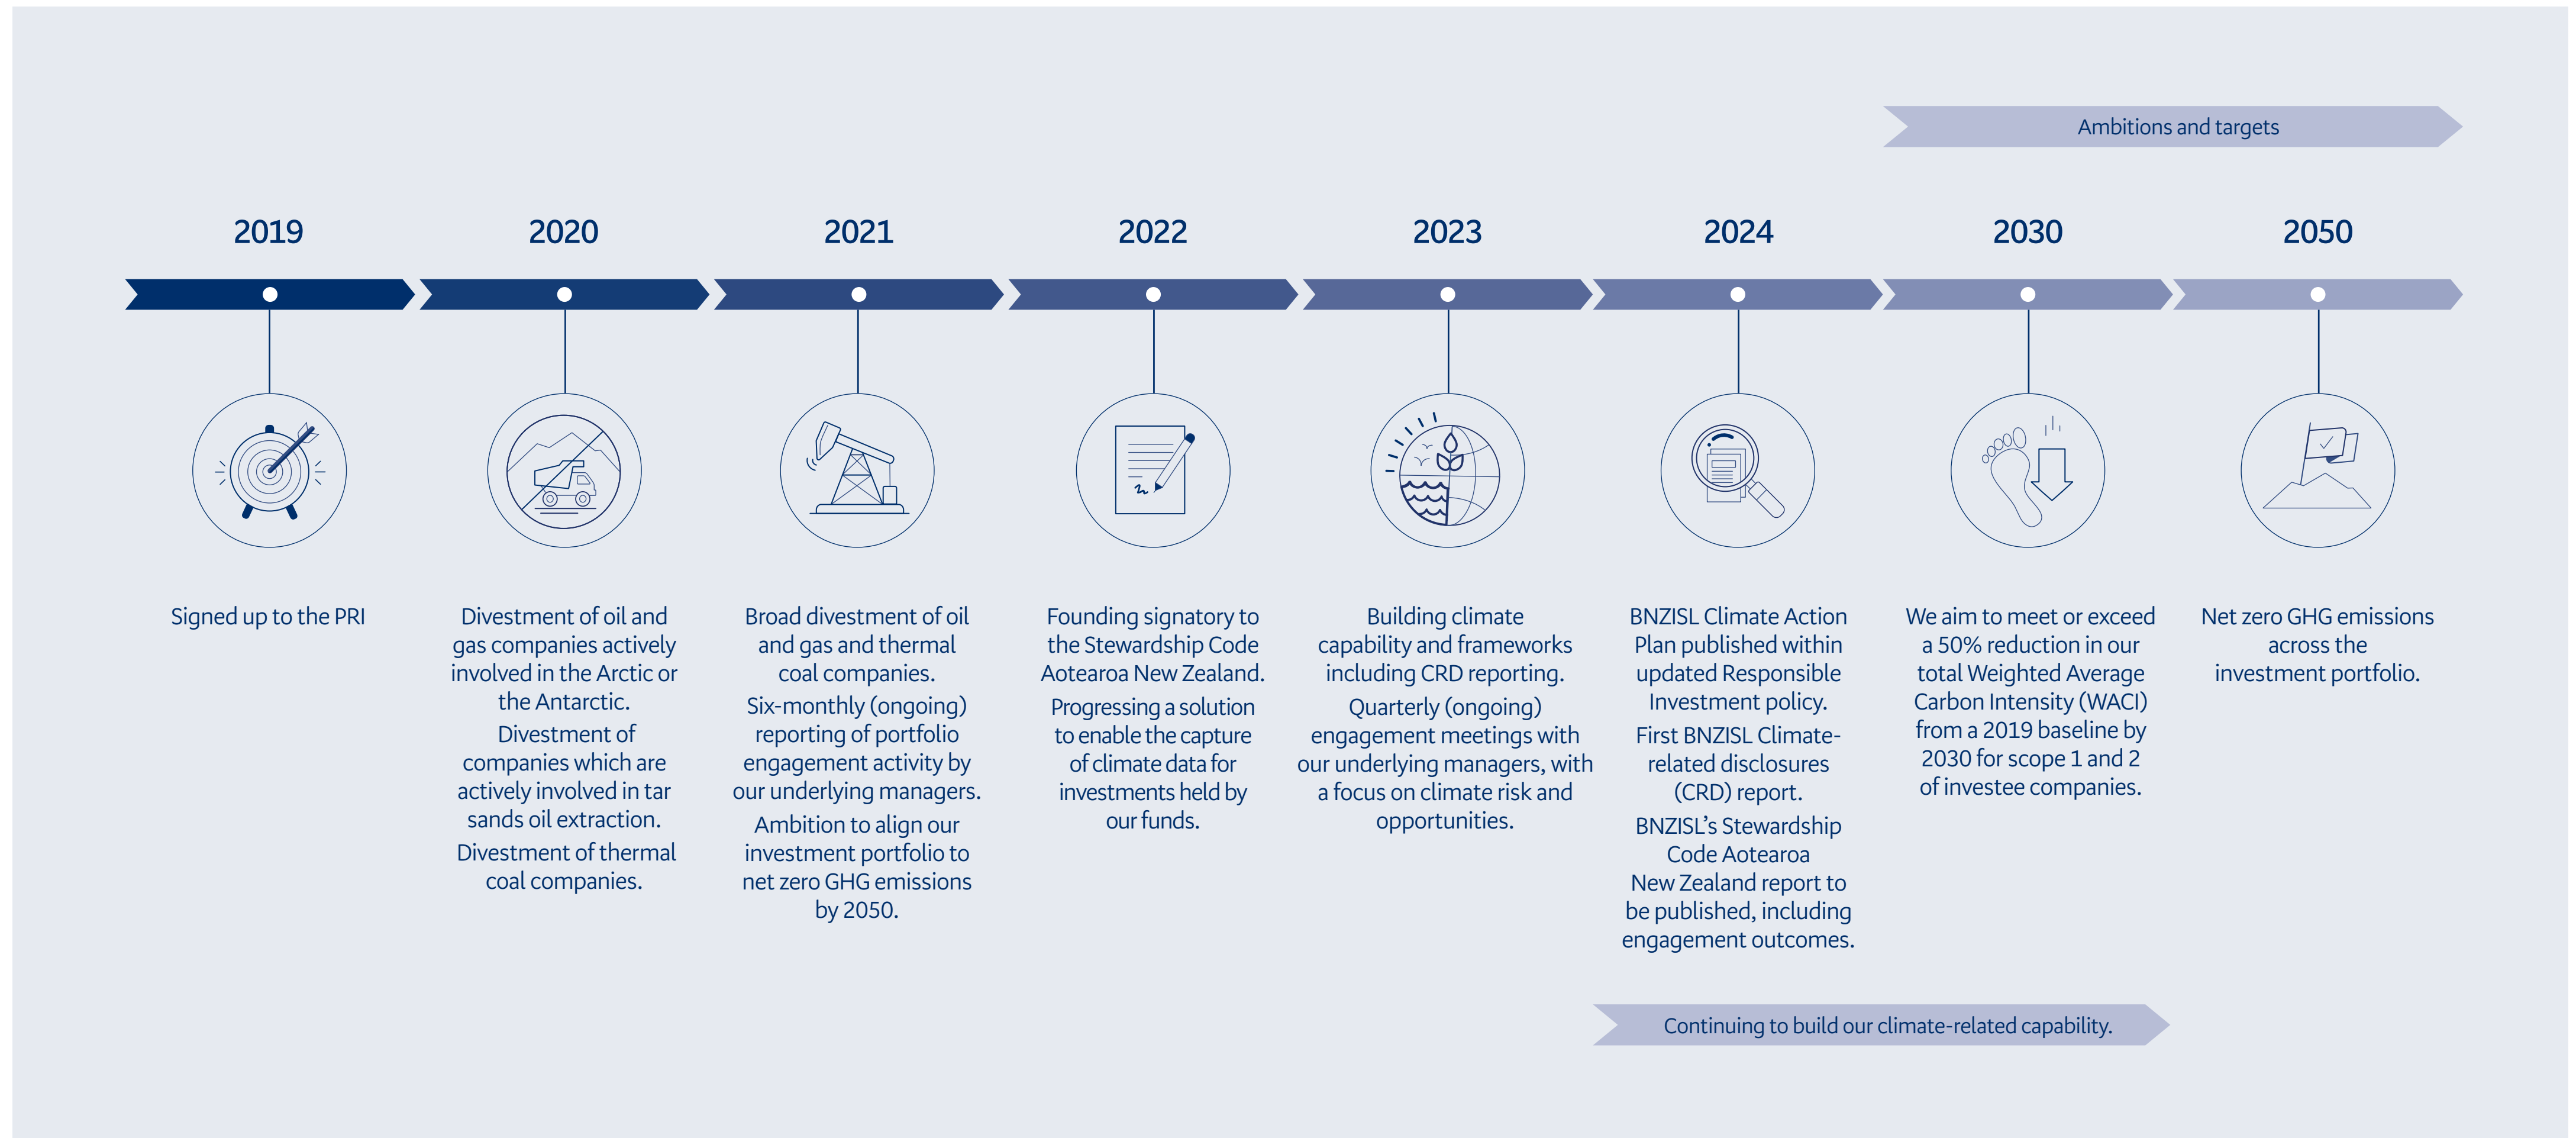 Ambitions and targets
2019
2020
2021
2022
2023
2024
2030
2050
Signed up to the PRI
Divestment of oil and
gas companies actively
involved in the Arctic or
the Antarctic.
Divestment of
companies which are
actively involved in tar
sands oil extraction.
Divestment of thermal
coal companies.
Broad divestment of oil
and gas and thermal
coal companies.
Six-monthly (ongoing)
reporting of portfolio
engagement activity by
our underlying managers.
Ambition to align our
investment portfolio to
net zero GHG emissions
by 2050.
Founding signatory to
the Stewardship Code
Aotearoa New Zealand.
Progressing a solution
to enable the capture
of climate data for
investments held by
our funds.
Building climate
capability and frameworks
including CRD reporting.
Quarterly (ongoing)
engagement meetings with
our underlying managers, with
a focus on climate risk and
opportunities.
BNZISL Climate Action
Plan published within
updated Responsible
Investment policy.
First BNZISL Climate-
related disclosures
(CRD) report.
BNZISL’s Stewardship
Code Aotearoa
New Zealand report to
be published, including
engagement outcomes.
We aim to meet or exceed
a 50% reduction in our
total Weighted Average
Carbon Intensity (WACI)
from a 2019 baseline by
2030 for scope 1 and 2
of investee companies.
Net zero GHG emissions
across the
investment portfolio.
Continuing to build our climate-related capability.